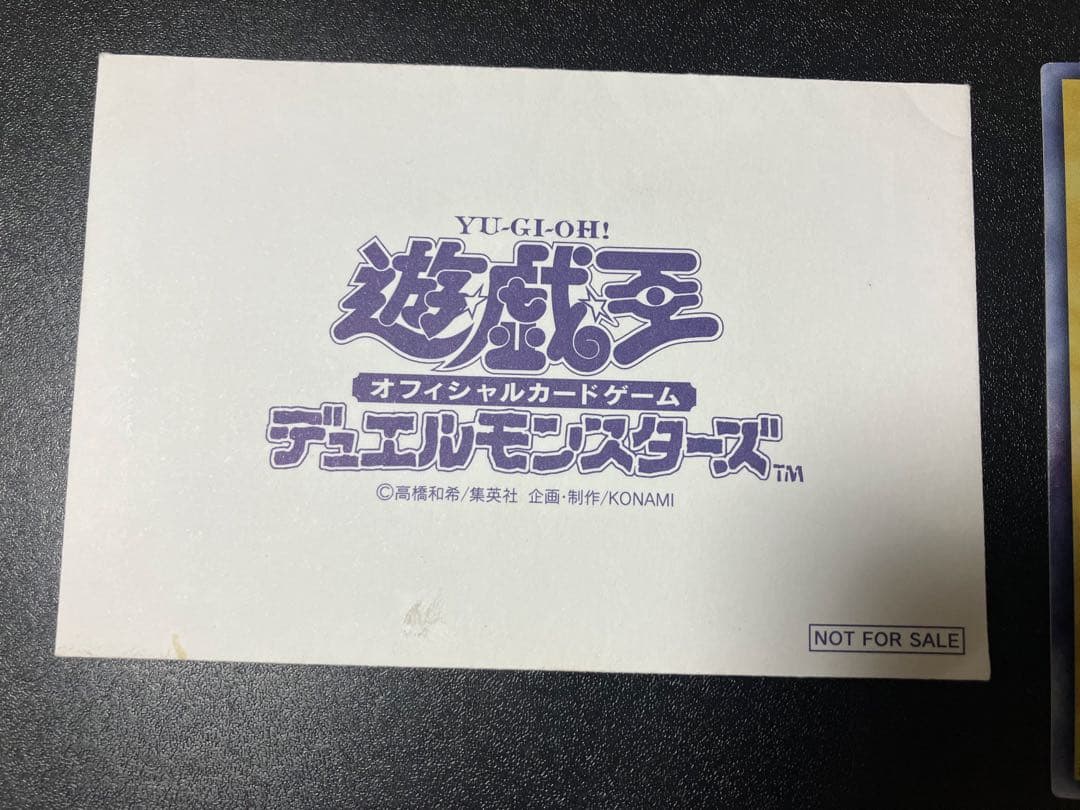 YU-GI-OH!
遊☆戯☆王
オフィシャルカードゲーム
デュエルモンスターズ™
©高橋和希/集英社 企画・制作/KONAMI
NOT FOR SALE